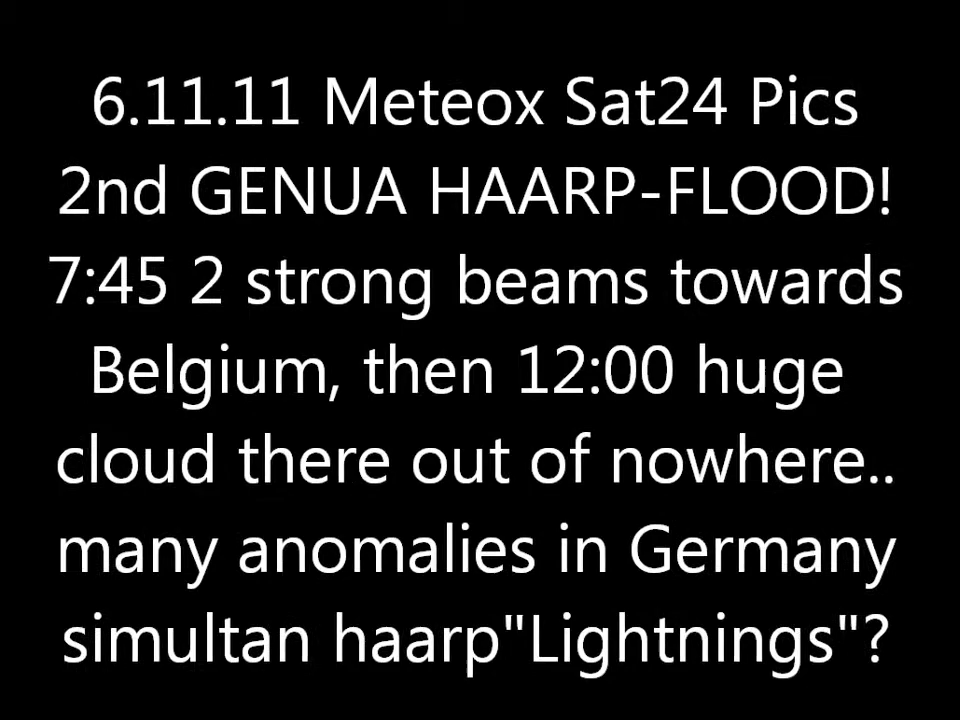 6.11.11 Meteox Sat24 Pics
2nd GENUA HAARP-FLOOD!
7:45 2 strong beams towards
Belgium, then 12:00 huge
cloud there out of nowhere..
many anomalies in Germany
simultan haarp"Lightnings"?